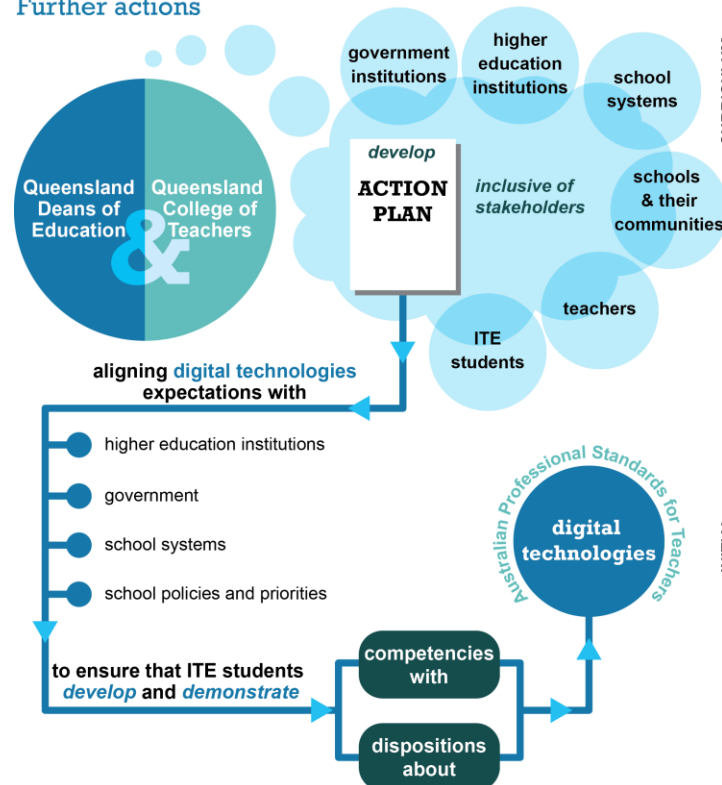 Further actions
Queensland
Deans of
Education
&
Queensland
College of
Teachers
government
institutions
higher
education
institutions
school
systems
schools
& their
communities
teachers
ITE
students
develop
ACTION
PLAN
inclusive of
stakeholders
aligning digital technologies
expectations with
higher education institutions
government
school systems
school policies and priorities
to ensure that ITE students
develop and demonstrate
competencies
with
dispositions
about
Australian Professional Standards for Teachers
digital
technologies